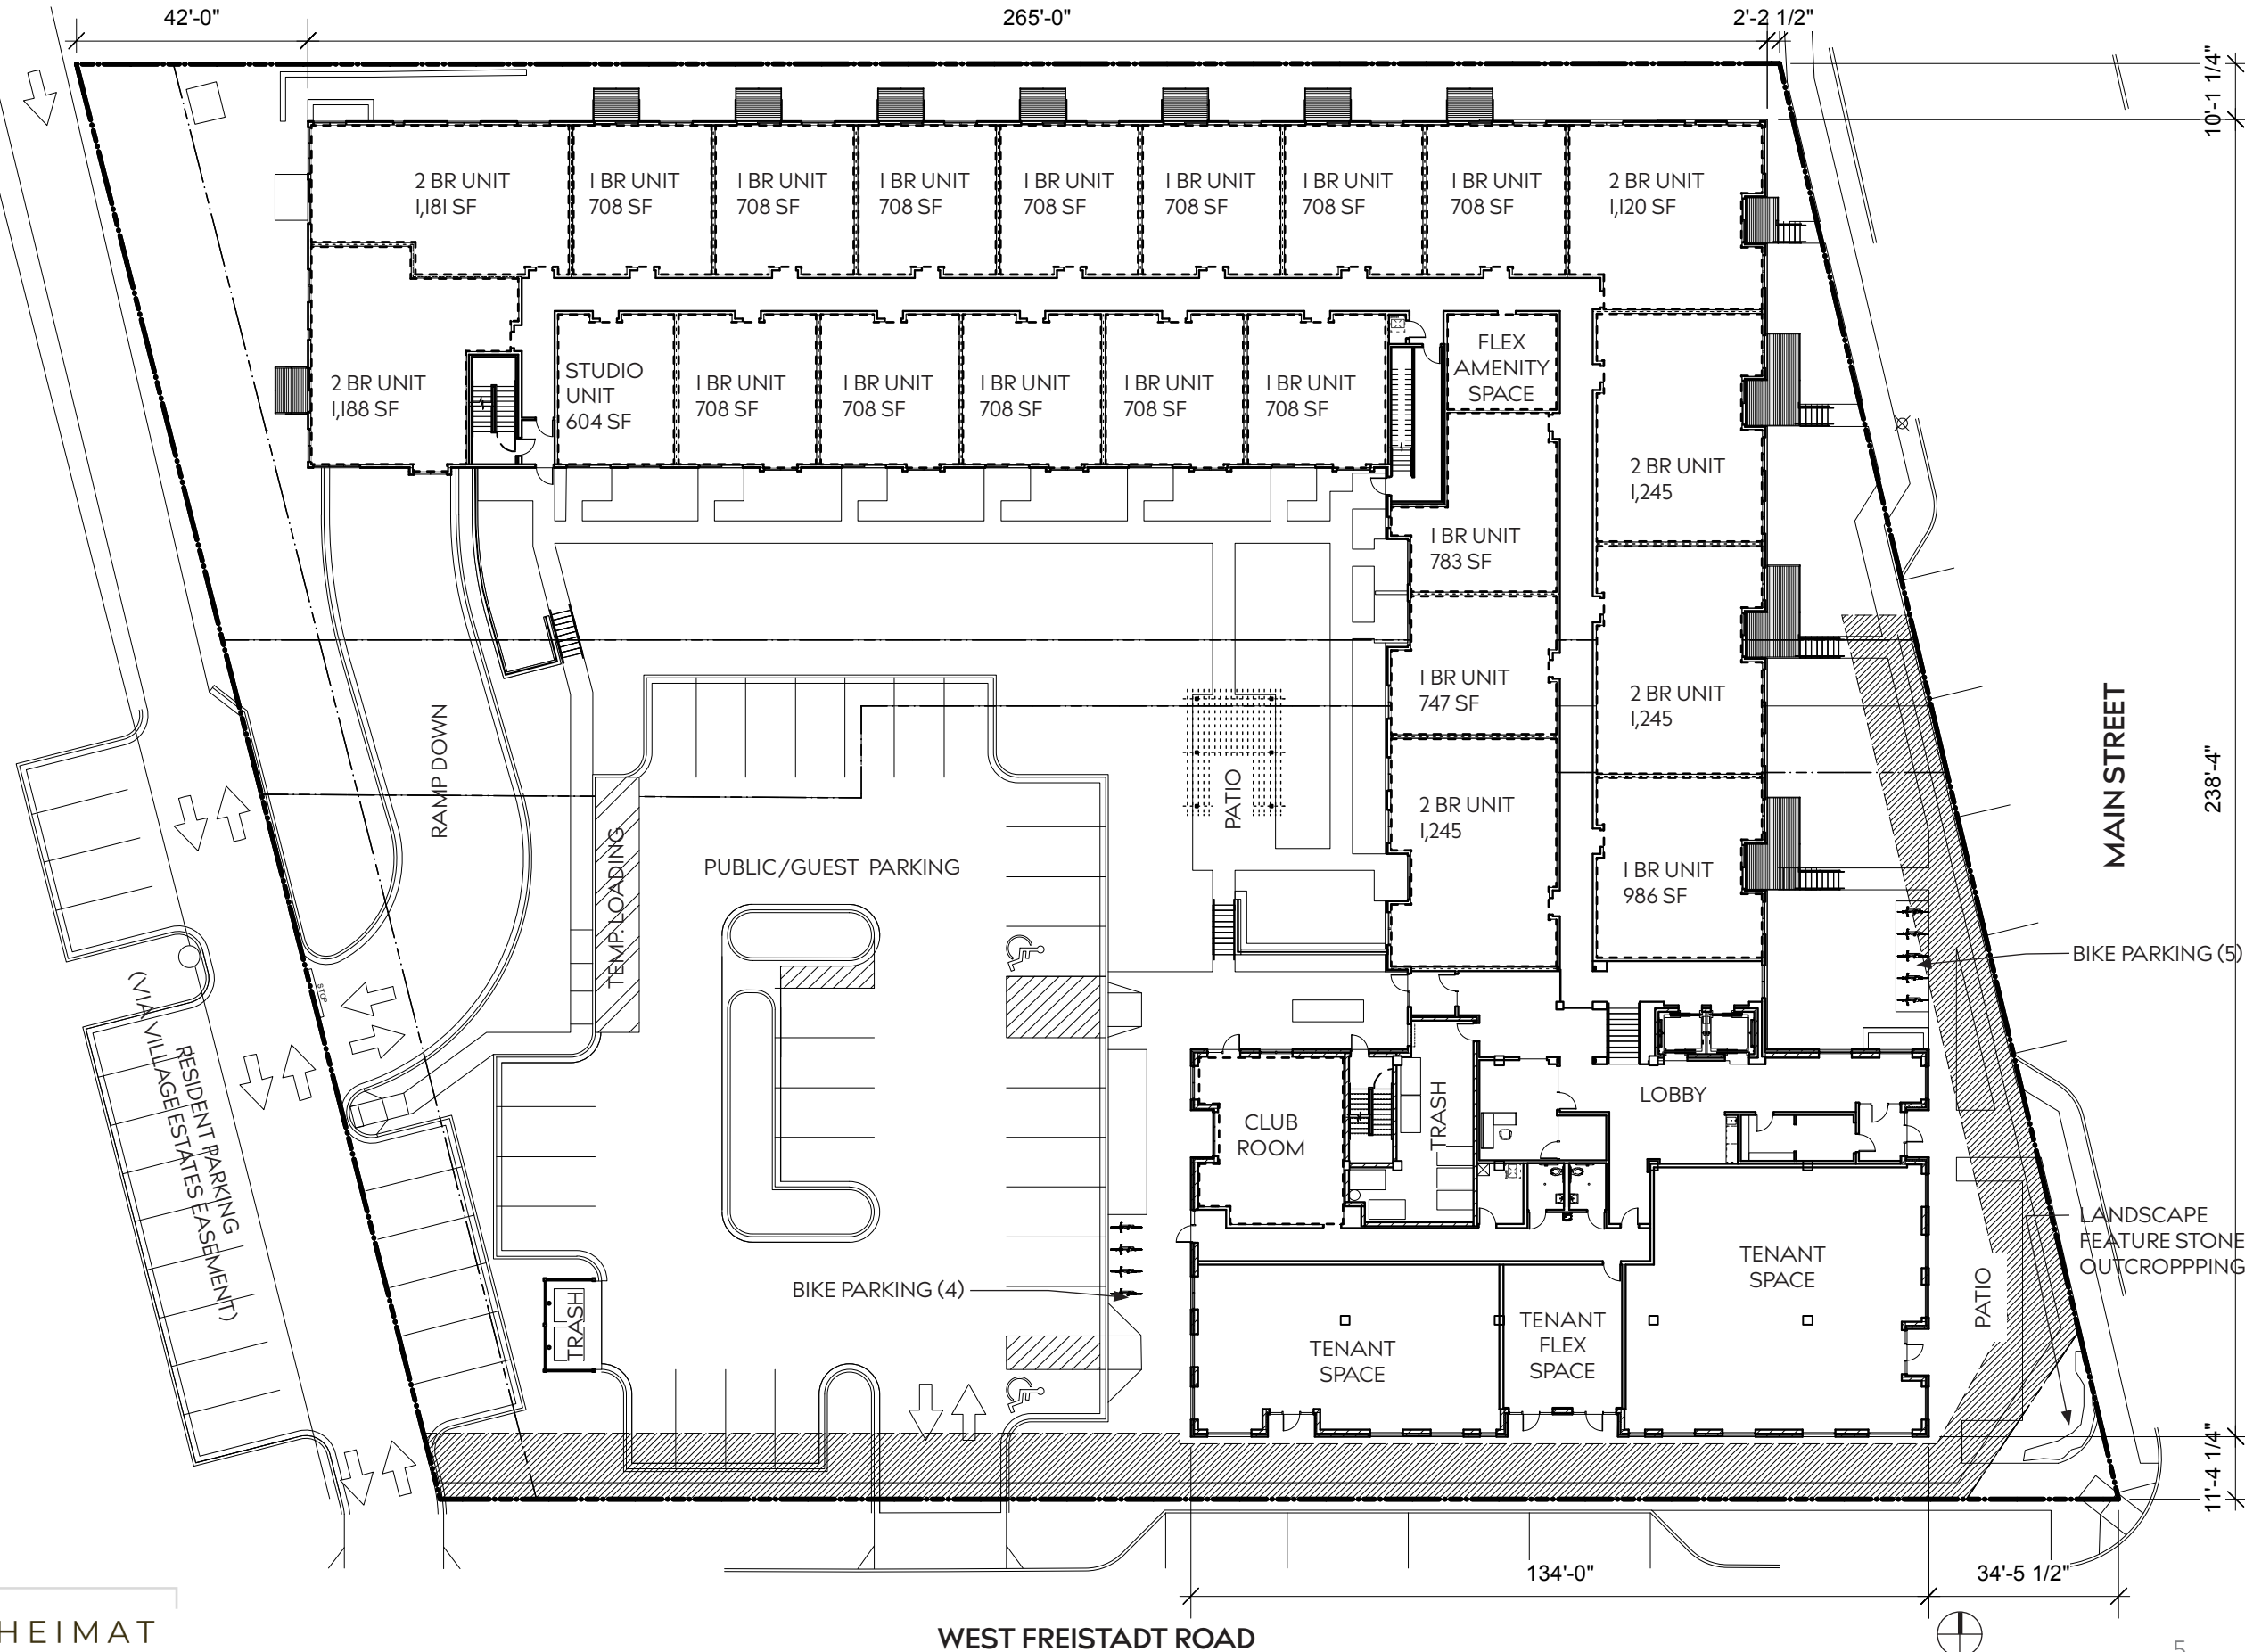 42'-0"
265'-0"
2'-2 1/2"
10'-1 1/4"
2 BR UNIT
1,181 SF
1 BR UNIT
708 SF
1 BR UNIT
708 SF
1 BR UNIT
708 SF
1 BR UNIT
708 SF
1 BR UNIT
708 SF
1 BR UNIT
708 SF
1 BR UNIT
708 SF
2 BR UNIT
1,120 SF
2 BR UNIT
1,188 SF
STUDIO
UNIT
604 SF
1 BR UNIT
708 SF
1 BR UNIT
708 SF
1 BR UNIT
708 SF
1 BR UNIT
708 SF
1 BR UNIT
708 SF
FLEX
AMENITY
SPACE
2 BR UNIT
1,245
1 BR UNIT
783 SF
1 BR UNIT
747 SF
2 BR UNIT
1,245
2 BR UNIT
1,245
1 BR UNIT
986 SF
RAMP DOWN
TEMP. LOADING
PUBLIC/GUEST PARKING
PATIO
MAIN STREET
238'-4"
BIKE PARKING (5)
STOP
RESIDENT PARKING
(VIA VILLAGE ESTATES EASEMENT)
CLUB
ROOM
TRASH
LOBBY
LANDSCAPE
FEATURE STONE
OUTCROPPPING
TENANT
SPACE
PATIO
BIKE PARKING (4)
TRASH
TENANT
SPACE
TENANT
FLEX
SPACE
11'-4 1/4"
134'-0"
34'-5 1/2"
HEIMAT
WEST FREISTADT ROAD
5